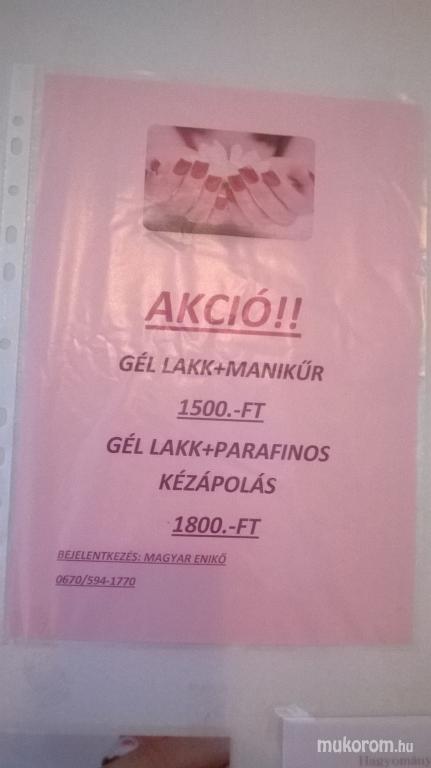 AKCIÓ!!
GÉL LAKK+MANIKŰR
1500.-FT
GÉL LAKK+PARAFINOS
KÉZÁPOLÁS
1800.-FT
BEJELENTKEZÉS: MAGYAR ENIKŐ
0670/594-1770
mukorom.hu
Hagyomány